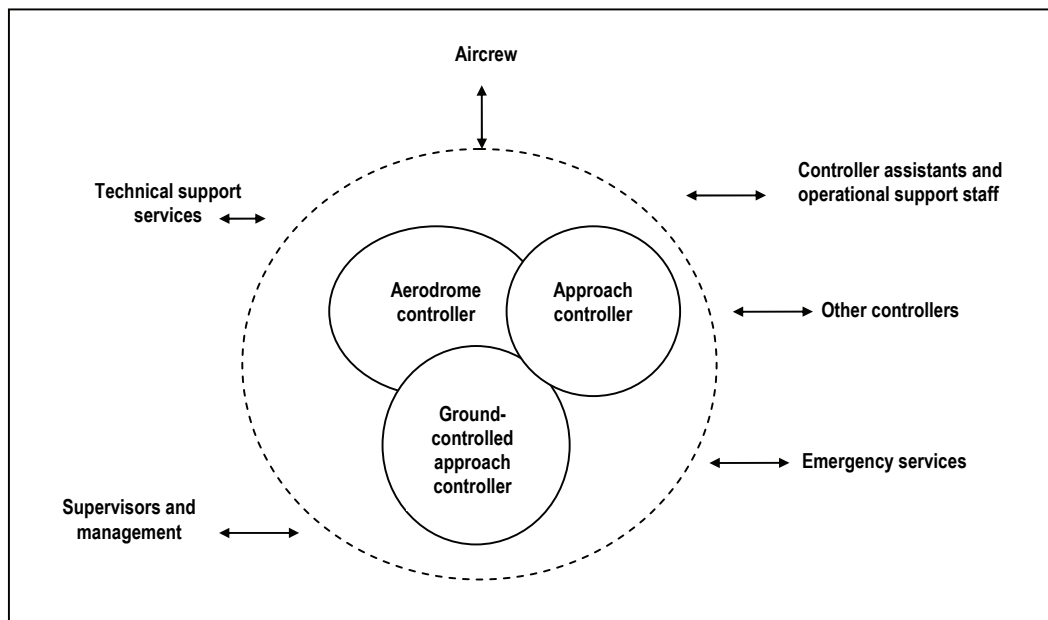 Aircrew
Technical support
services
Controller assistants and
operational support staff
Aerodrome
controller
Approach
controller
Other controllers
Ground-
controlled
approach
controller
Emergency services
Supervisors and
management